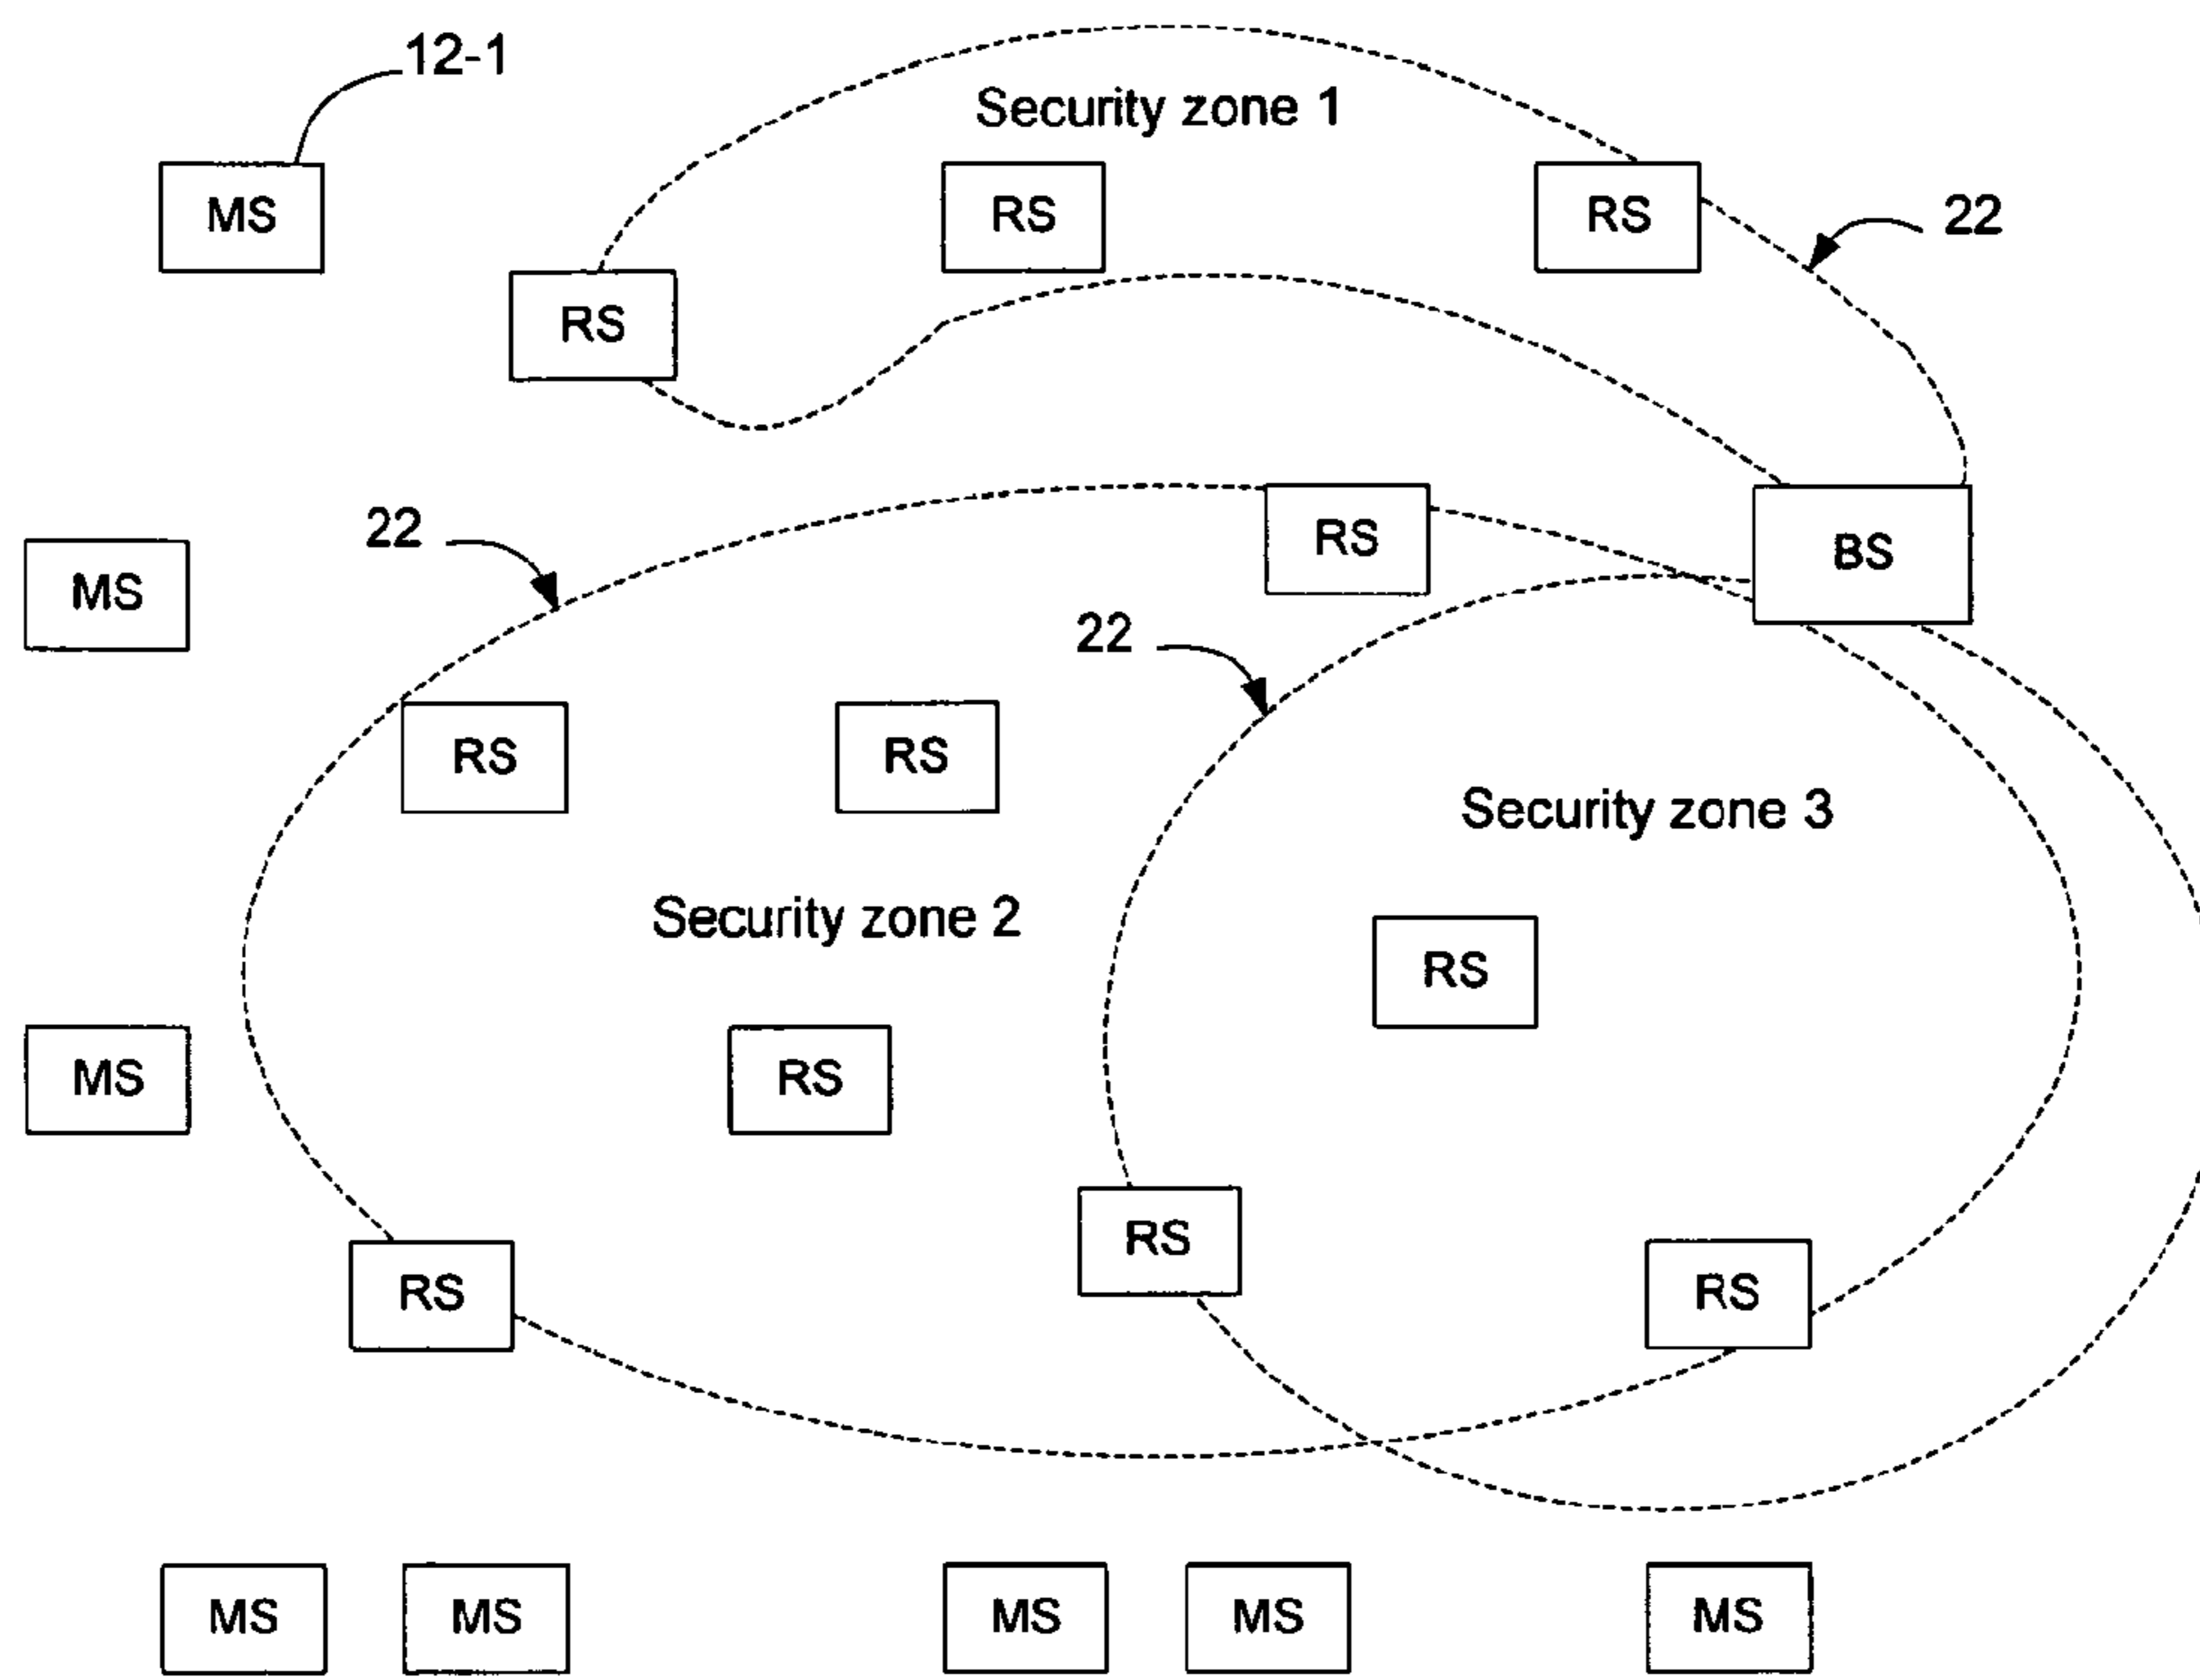 12-1
Security zone 1
MS
RS
RS
22
RS
22
RS
BS
MS
22
RS
RS
Security zone 3
Security zone 2
RS
MS
RS
RS
RS
RS
MS
MS
MS
MS
MS